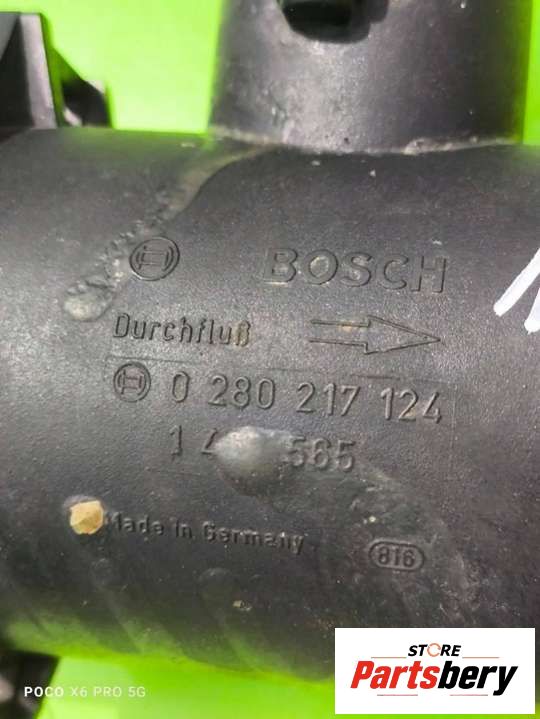 BOSCH
Durchfluß
0 280 217 124
565
Made in Germany
816
STORE
Partsbery
POCO X6 PRO 5G